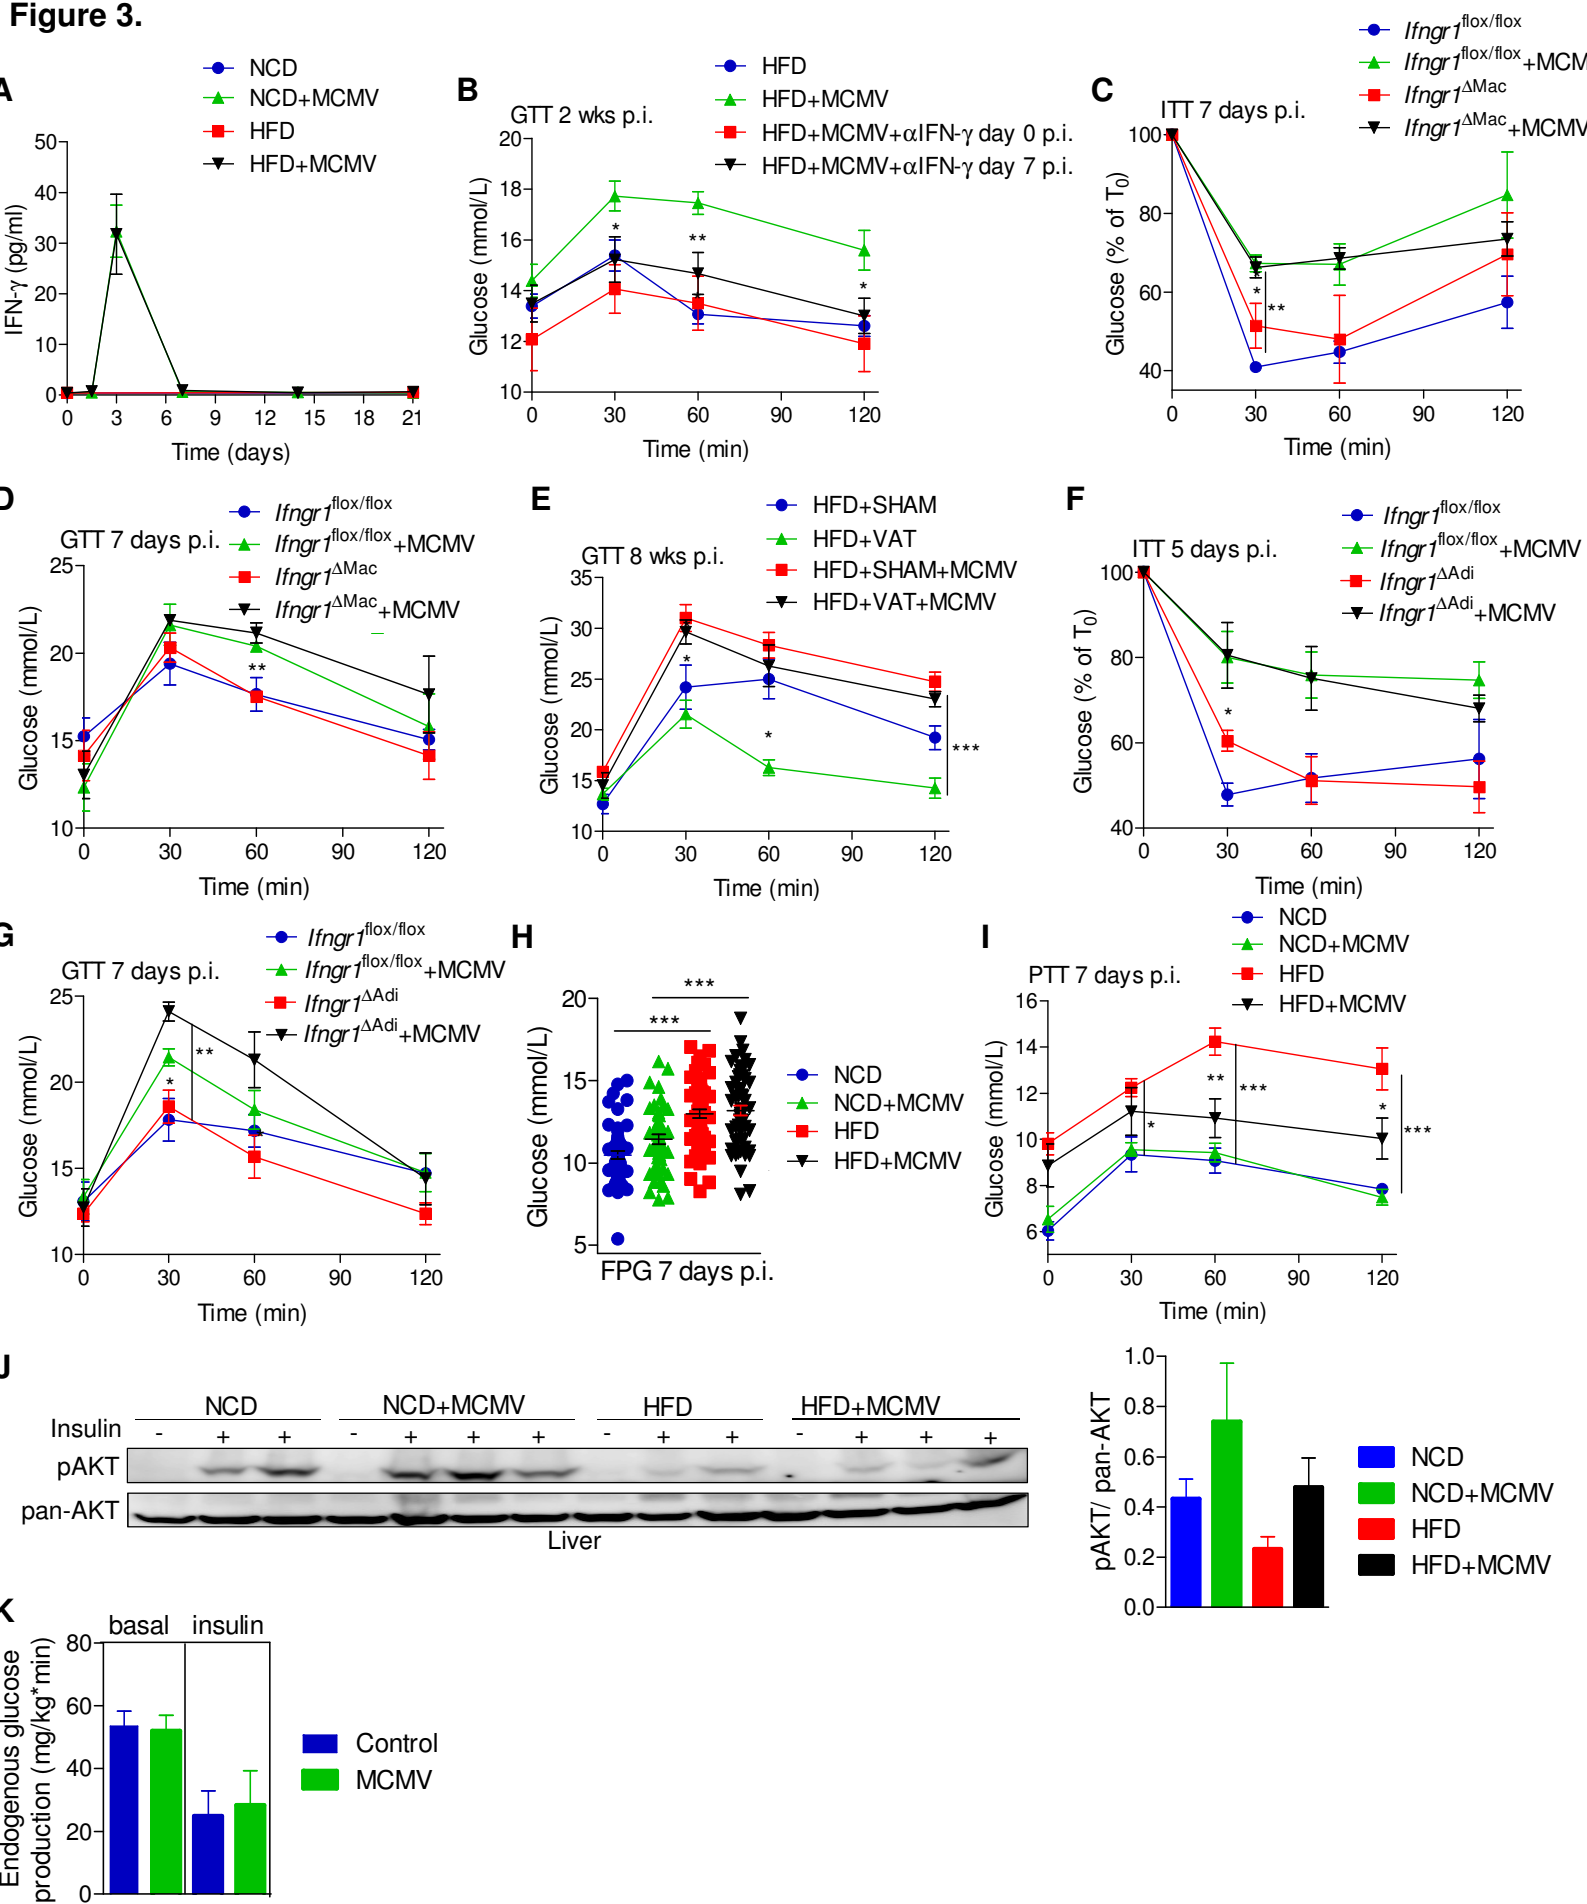 Figure 3.
A
NCD
NCD+MCMV
HFD
HFD+MCMV
50
40
30
20
10
0
IFN-γ (pg/ml)
0 3 6 9 12 15 18 21
Time (days)
B
GTT 2 wks p.i.
HFD
HFD+MCMV
HFD+MCMV+αIFN-γ day 0 p.i.
HFD+MCMV+αIFN-γ day 7 p.i.
20
18
16
14
12
10
Glucose (mmol/L)
*
**
*
0 30 60 90 120
Time (min)
C
ITT 7 days p.i.
Ifngr1flox/flox
Ifngr1flox/flox+MCM
Ifngr1ΔMac
Ifngr1ΔMac+MCMV
100
80
60
40
Glucose (% of T0)
*
*
**
0 30 60 90 120
Time (min)
D
GTT 7 days p.i.
Ifngr1flox/flox
Ifngr1flox/flox+MCMV
Ifngr1ΔMac
Ifngr1ΔMac+MCMV
25
20
15
10
Glucose (mmol/L)
**
0 30 60 90 120
Time (min)
E
GTT 8 wks p.i.
HFD+SHAM
HFD+VAT
HFD+SHAM+MCMV
HFD+VAT+MCMV
35
30
25
20
15
10
Glucose (mmol/L)
*
*
***
0 30 60 90 120
Time (min)
F
ITT 5 days p.i.
Ifngr1flox/flox
Ifngr1flox/flox+MCMV
Ifngr1ΔAdi
Ifngr1ΔAdi+MCMV
100
80
60
40
Glucose (% of T0)
*
0 30 60 90 120
Time (min)
G
GTT 7 days p.i.
Ifngr1flox/flox
Ifngr1flox/flox+MCMV
Ifngr1ΔAdi
Ifngr1ΔAdi+MCMV
25
20
15
10
Glucose (mmol/L)
**
*
0 30 60 90 120
Time (min)
H
***
***
20
15
10
5
Glucose (mmol/L)
FPG 7 days p.i.
NCD
NCD+MCMV
HFD
HFD+MCMV
I
PTT 7 days p.i.
NCD
NCD+MCMV
HFD
HFD+MCMV
16
14
12
10
8
6
Glucose (mmol/L)
*
**
***
*
***
0 30 60 90 120
Time (min)
J
NCD NCD+MCMV HFD HFD+MCMV
Insulin - + + - + + + - + + - + + +
pAKT
pan-AKT
Liver
1.0
0.8
0.6
0.4
0.2
0.0
pAKT/ pan-AKT
NCD
NCD+MCMV
HFD
HFD+MCMV
K
basal insulin
80
60
40
20
0
Endogenous glucose
production (mg/kg*min)
Control
MCMV